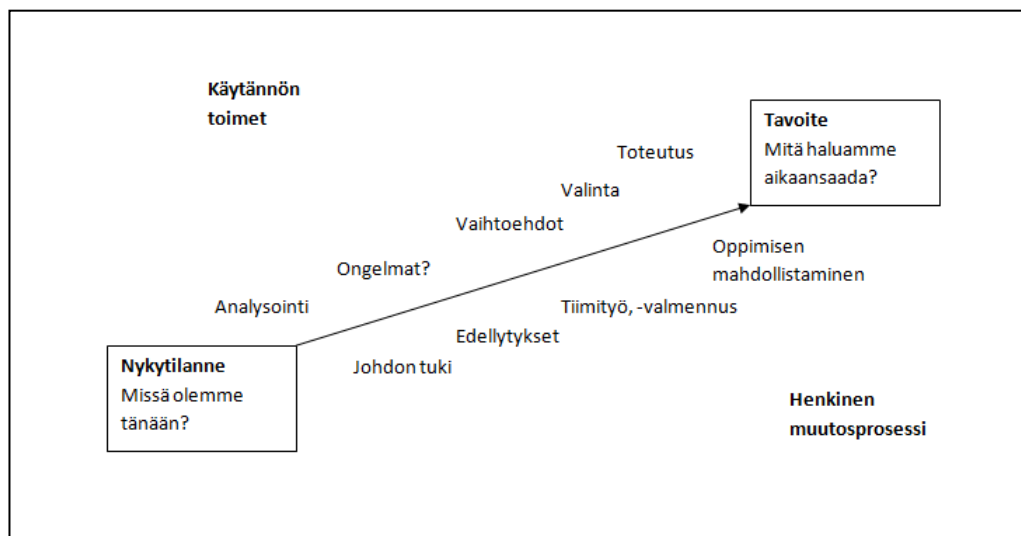 Käytännön
toimet
Tavoite
Mitä haluamme
aikaansaada?
Toteutus
Valinta
Vaihtoehdot
Ongelmat?
Analysointi
Oppimisen
mahdollistaminen
Tiimityö, -valmennus
Edellytykset
Johdon tuki
Nykytilanne
Missä olemme
tänään?
Henkinen
muutosprosessi